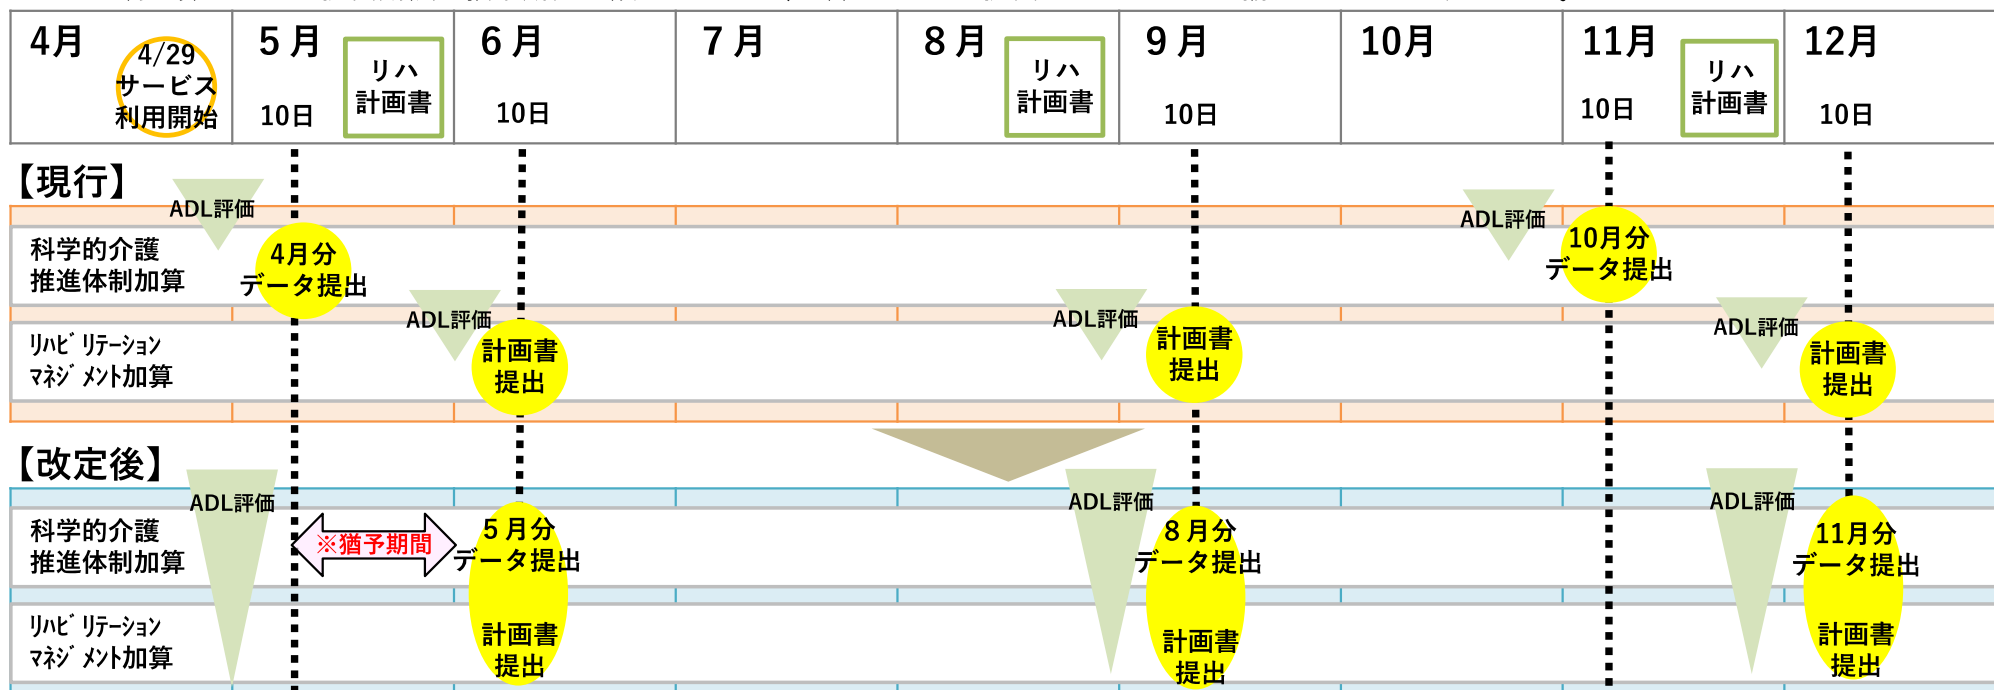 4月
4/29
サービス
利用開始
5月
10日
リハ
計画書
6月
10日
7月
8月
リハ
計画書
9月
10日
10月
11月
10日
リハ
計画書
12月
10日
【現行】
ADL評価
ADL評価
科学的介護
推進体制加算
4月分
データ提出
10月分
データ提出
ADL評価
ADL評価
ADL評価
リハビリテーション
マネジメント加算
計画書
提出
計画書
提出
計画書
提出
【改定後】
ADL評価
ADL評価
ADL評価
科学的介護
推進体制加算
※猶予期間
5月分
データ提出
8月分
データ提出
11月分
データ提出
リハビリテーション
マネジメント加算
計画書
提出
計画書
提出
計画書
提出